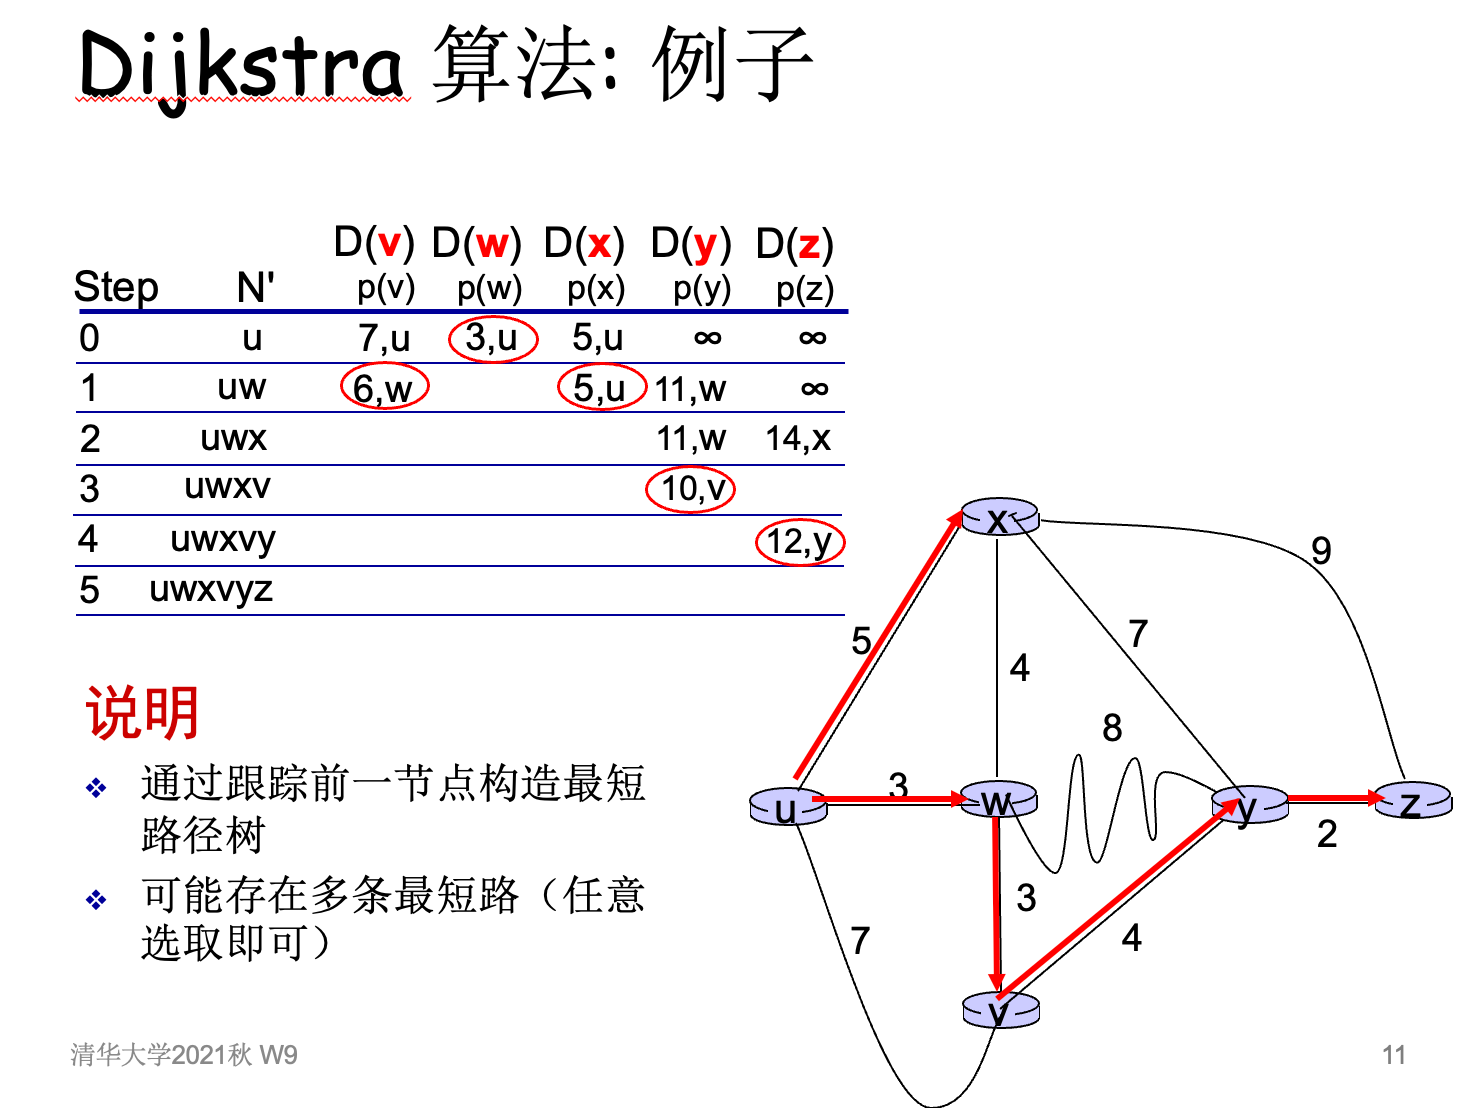 Dijkstra 算法: 例子
D(v) D(w) D(x) D(y) D(z)
Step N' p(v) p(w) p(x) p(y) p(z)
0 u 7,u 3,u 5,u ∞ ∞
1 uw 6,w 5,u 11,w ∞
2 uwx 11,w 14,x
3 uwxv 10,v
4 uwxvy 12,y
5 uwxvyz
说明
❖ 通过跟踪前一节点构造最短
路径树
❖ 可能存在多条最短路（任意
选取即可）
x
9
5
7
4
8
3
u
w
y
z
2
3
7
4
v
清华大学2021秋 W9
11